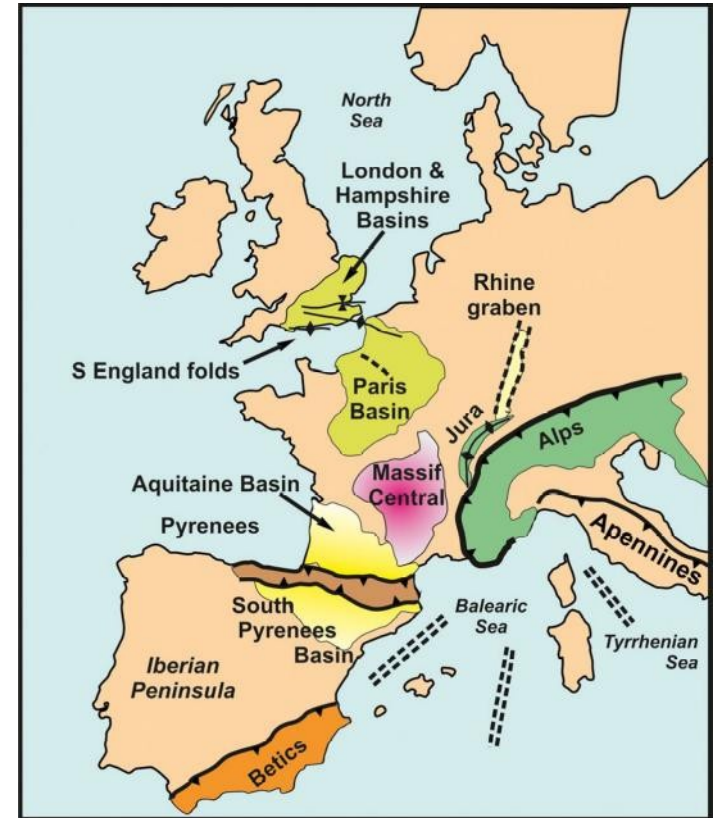 North
Sea
London &
Hampshire
Basins
Rhine
graben
S England folds
Paris
Basin
Jura
Alps
Massif
Central
Aquitaine Basin
Pyrenees
Apennines
South
Pyrenees
Basin
Balearic
Sea
Tyrrhenian
Sea
Iberian
Peninsula
Betics